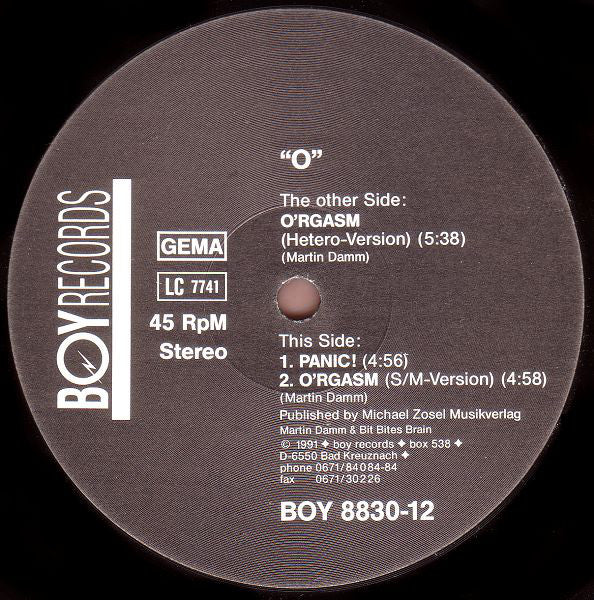 BOY RECORDS
GEMA
LC 7741
45 RpM
Stereo
“O”
The other Side:
O'RGASM
(Hetero-Version) (5:38)
(Martin Damm)
This Side:
1. PANIC! (4:56)
2. O'RGASM (S/M-Version) (4:58)
(Martin Damm)
Published by Michael Zosel Musikverlag
Martin Damm & Bit Bites Brain
© 1991 ✦ boy records ✦ box 538 ✦
D-6550 Bad Kreuznach ✦
phone 0671/84084-84
fax 0671/30226
BOY 8830-12